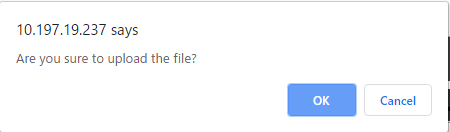 10.197.19.237 says
Are you sure to upload the file?
OK
Cancel